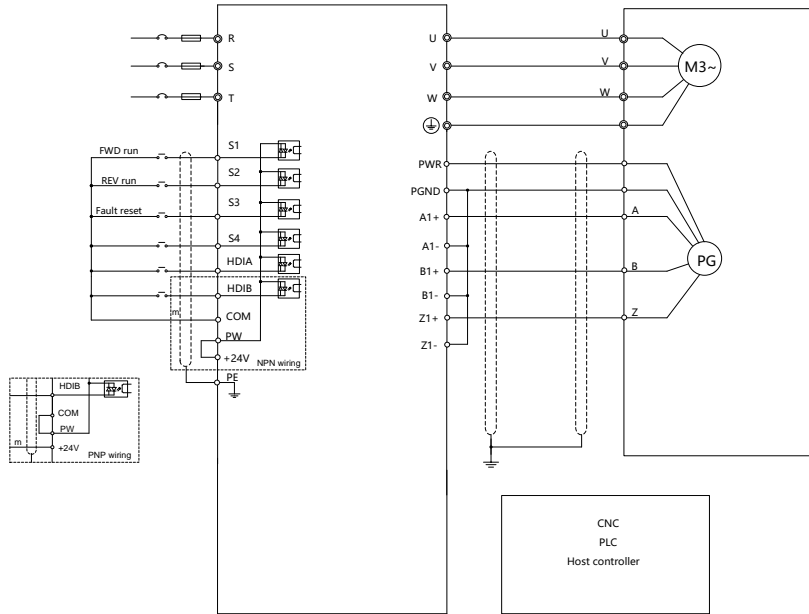 R
S
T
U
V
W
U
V
W
M3~
FWD run
REV run
Fault reset
S1
S2
S3
S4
HDIA
HDIB
m
COM
PW
+24V
NPN wiring
PE
PWR
PGND
A1+
A1-
B1+
B1-
Z1+
Z1-
A
B
Z
PG
HDIB
COM
PW
m
+24V
PNP wiring
CNC
PLC
Host controller